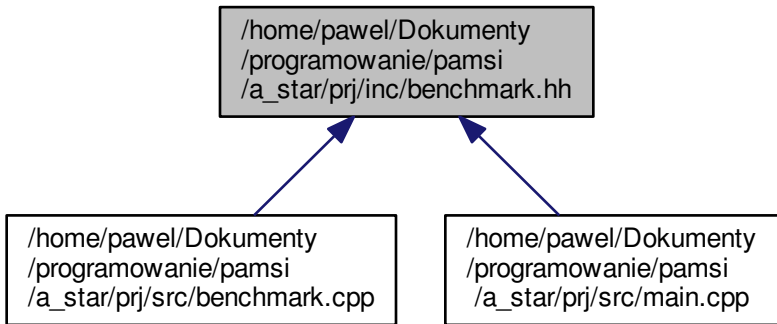 /home/pawel/Dokumenty
/programowanie/pamsi
/a_star/prj/inc/benchmark.hh
/home/pawel/Dokumenty
/programowanie/pamsi
/a_star/prj/src/benchmark.cpp
/home/pawel/Dokumenty
/programowanie/pamsi
/a_star/prj/src/main.cpp